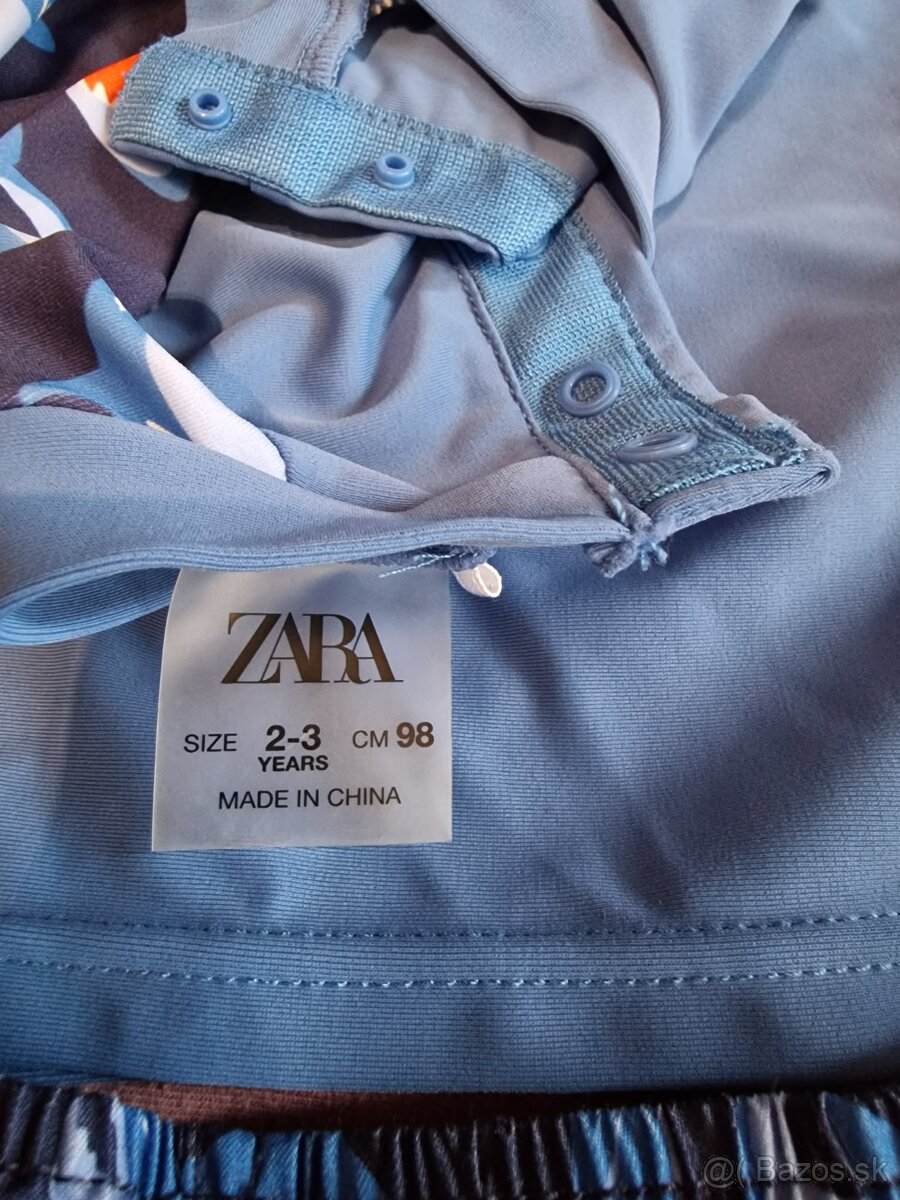 ZARA
SIZE 2-3 CM 98
YEARS
MADE IN CHINA
@( Bazos.sk